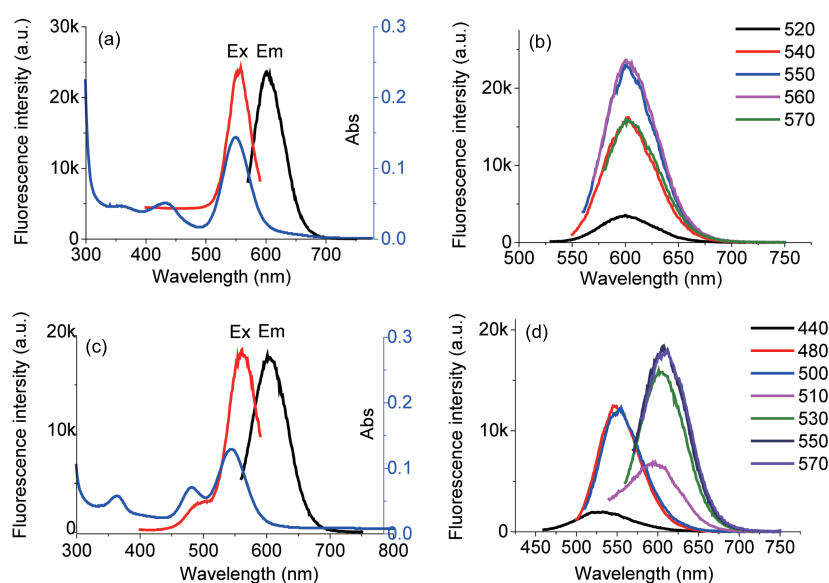 (a)
Ex Em
30k
20k
10k
0
Fluorescence intersity (a.u.)
0.3
0.2
0.1
0.0
Abs
300 400 500 600 700
Wavelength (nm)
(b)
520
540
550
560
570
20k
10k
0
Fluorescence intersity (a.u.)
500 550 600 650 700 750
Wavelength (nm)
(c)
Ex Em
20k
10k
0
Fluorescence intersity (a.u.)
0.3
0.2
0.1
0.0
Abs
300 400 500 600 700 800
Wavelength (nm)
(d)
440
480
500
510
530
550
570
20k
10k
0
Fluorescence intersity (a.u.)
450 500 550 600 650 700 750
Wavelength (nm)